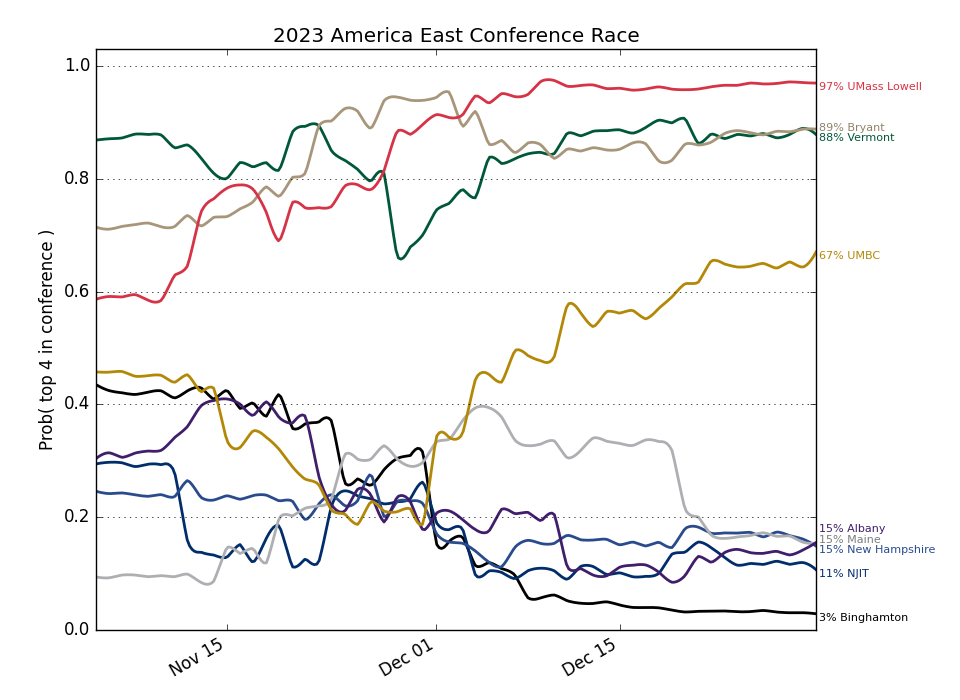 2023 America East Conference Race
Prob( top 4 in conference )
1.0
0.8
0.6
0.4
0.2
0.0
Nov 15
Dec 01
Dec 15
97% UMass Lowell
89% Bryant
88% Vermont
67% UMBC
15% Albany
15% Maine
15% New Hampshire
11% NJIT
3% Binghamton